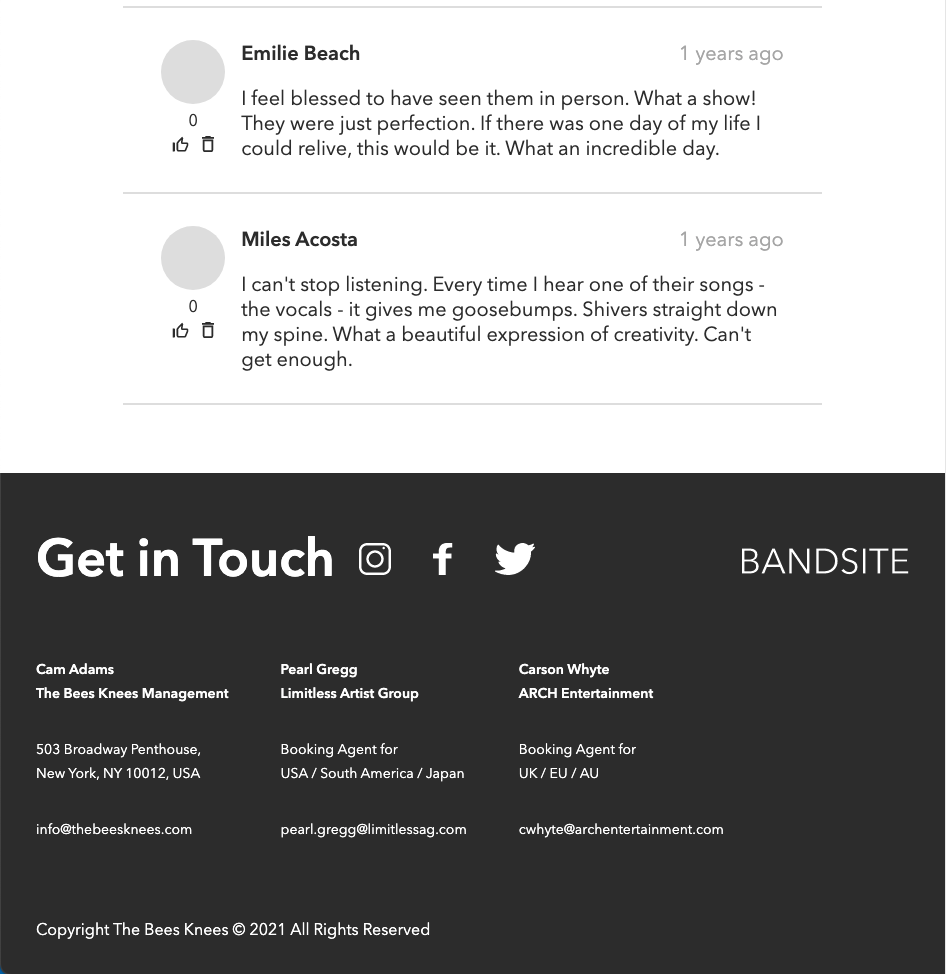 Emilie Beach
1 years ago
I feel blessed to have seen them in person. What a show!
They were just perfection. If there was one day of my life I
could relive, this would be it. What an incredible day.
0
Miles Acosta
1 years ago
I can't stop listening. Every time I hear one of their songs -
the vocals - it gives me goosebumps. Shivers straight down
my spine. What a beautiful expression of creativity. Can't
get enough.
0
Get in Touch
BANDSITE
Cam Adams
The Bees Knees Management
503 Broadway Penthouse,
New York, NY 10012, USA
info@thebeesknees.com
Pearl Gregg
Limitless Artist Group
Booking Agent for
USA / South America / Japan
pearl.gregg@limitlessag.com
Carson Whyte
ARCH Entertainment
Booking Agent for
UK / EU / AU
cwhyte@archentertainment.com
Copyright The Bees Knees © 2021 All Rights Reserved